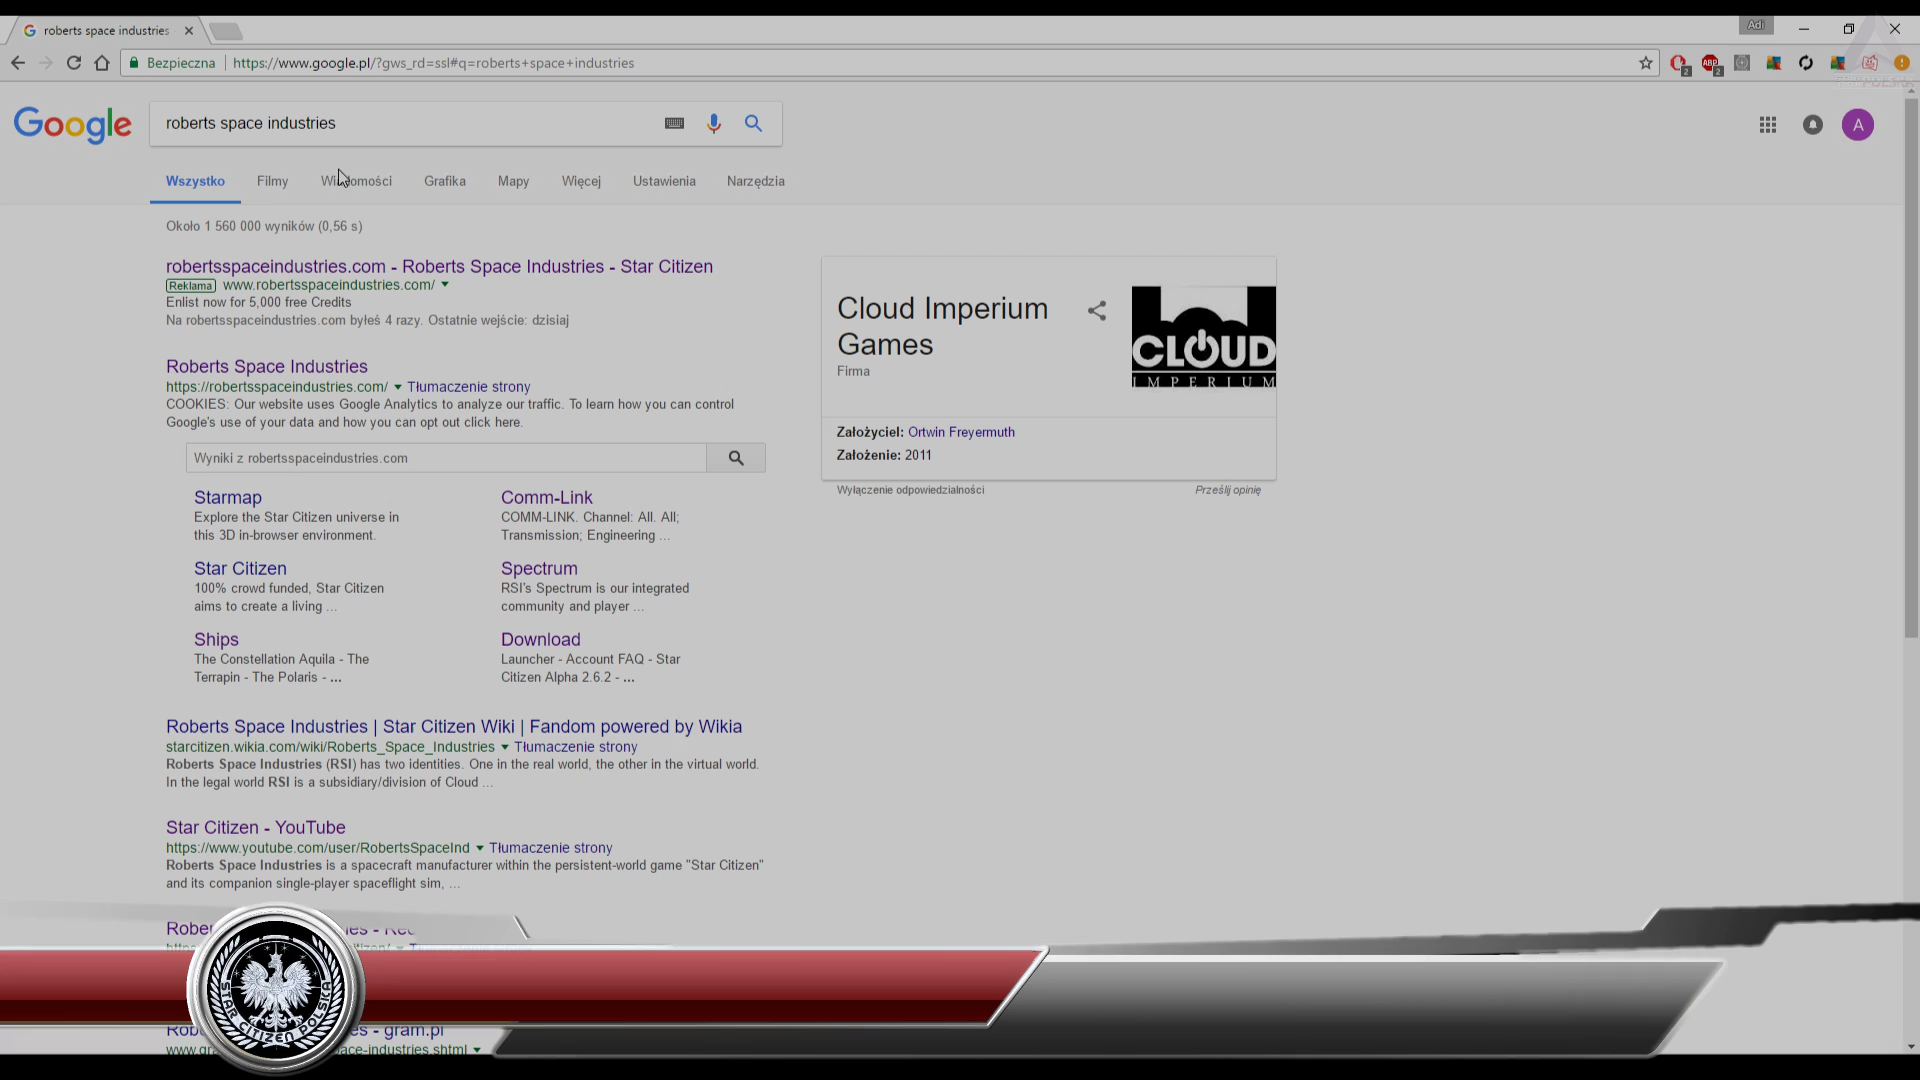 roberts space industries
Adi
Bezpieczna
https://www.google.pl/?gws_rd=ssl#q=roberts+space+industries
2
ABP
2
Google
roberts space industries
A
Wszystko
Filmy
Wiadomości
Grafika
Mapy
Więcej
Ustawienia
Narzędzia
Około 1 560 000 wyników (0,56 s)
robertsspaceindustries.com - Roberts Space Industries - Star Citizen
Reklama www.robertsspaceindustries.com/
Enlist now for 5,000 free Credits
Na robertsspaceindustries.com byłeś 4 razy. Ostatnie wejście: dzisiaj
Roberts Space Industries
https://robertsspaceindustries.com/ Tłumaczenie strony
COOKIES: Our website uses Google Analytics to analyze our traffic. To learn how you can control
Google's use of your data and how you can opt out click here.
Wyniki z robertsspaceindustries.com
Starmap
Explore the Star Citizen universe in
this 3D in-browser environment.
Comm-Link
COMM-LINK. Channel: All. All;
Transmission; Engineering ...
Star Citizen
100% crowd funded, Star Citizen
aims to create a living ...
Spectrum
RSI's Spectrum is our integrated
community and player ...
Ships
The Constellation Aquila - The
Terrapin - The Polaris - ...
Download
Launcher - Account FAQ - Star
Citizen Alpha 2.6.2 - ...
Roberts Space Industries | Star Citizen Wiki | Fandom powered by Wikia
starcitizen.wikia.com/wiki/Roberts_Space_Industries Tłumaczenie strony
Roberts Space Industries (RSI) has two identities. One in the real world, the other in the virtual world.
In the legal world RSI is a subsidiary/division of Cloud ...
Star Citizen - YouTube
https://www.youtube.com/user/RobertsSpaceInd Tłumaczenie strony
Roberts Space Industries is a spacecraft manufacturer within the persistent-world game "Star Citizen"
and its companion single-player spaceflight sim, ...
Cloud Imperium
Games
Firma
CLOUD
IMPERIUM
Założyciel: Ortwin Freyermuth
Założenie: 2011
Wyłączenie odpowiedzialności
Prześlij opinię
STAR CITIZEN POLSKA
es - gram.pl
ace-industries.shtml